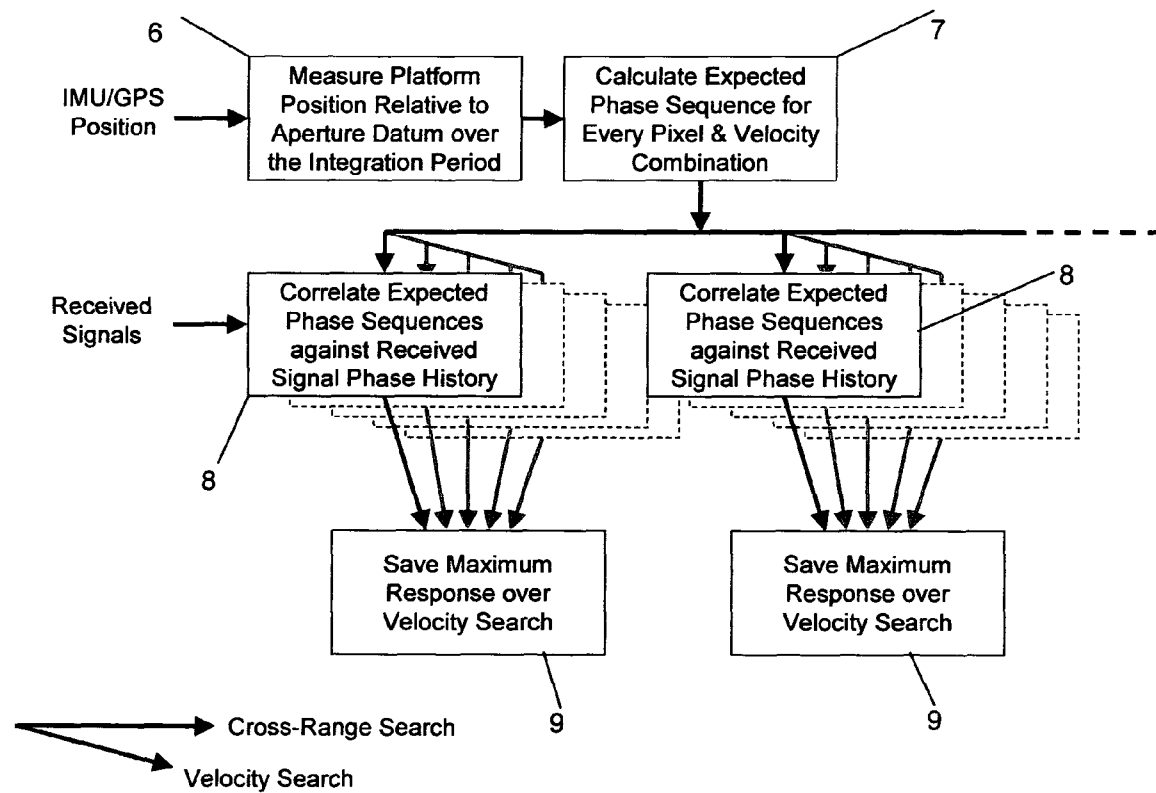 6
7
IMU/GPS
Position
Measure Platform
Position Relative to
Aperture Datum over
the Integration Period
Calculate Expected
Phase Sequence for
Every Pixel & Velocity
Combination
Received
Signals
Correlate Expected
Phase Sequences
against Received
Signal Phase History
8
Correlate Expected
Phase Sequences
against Received
Signal Phase History
8
Save Maximum
Response over
Velocity Search
9
Save Maximum
Response over
Velocity Search
9
Cross-Range Search
Velocity Search